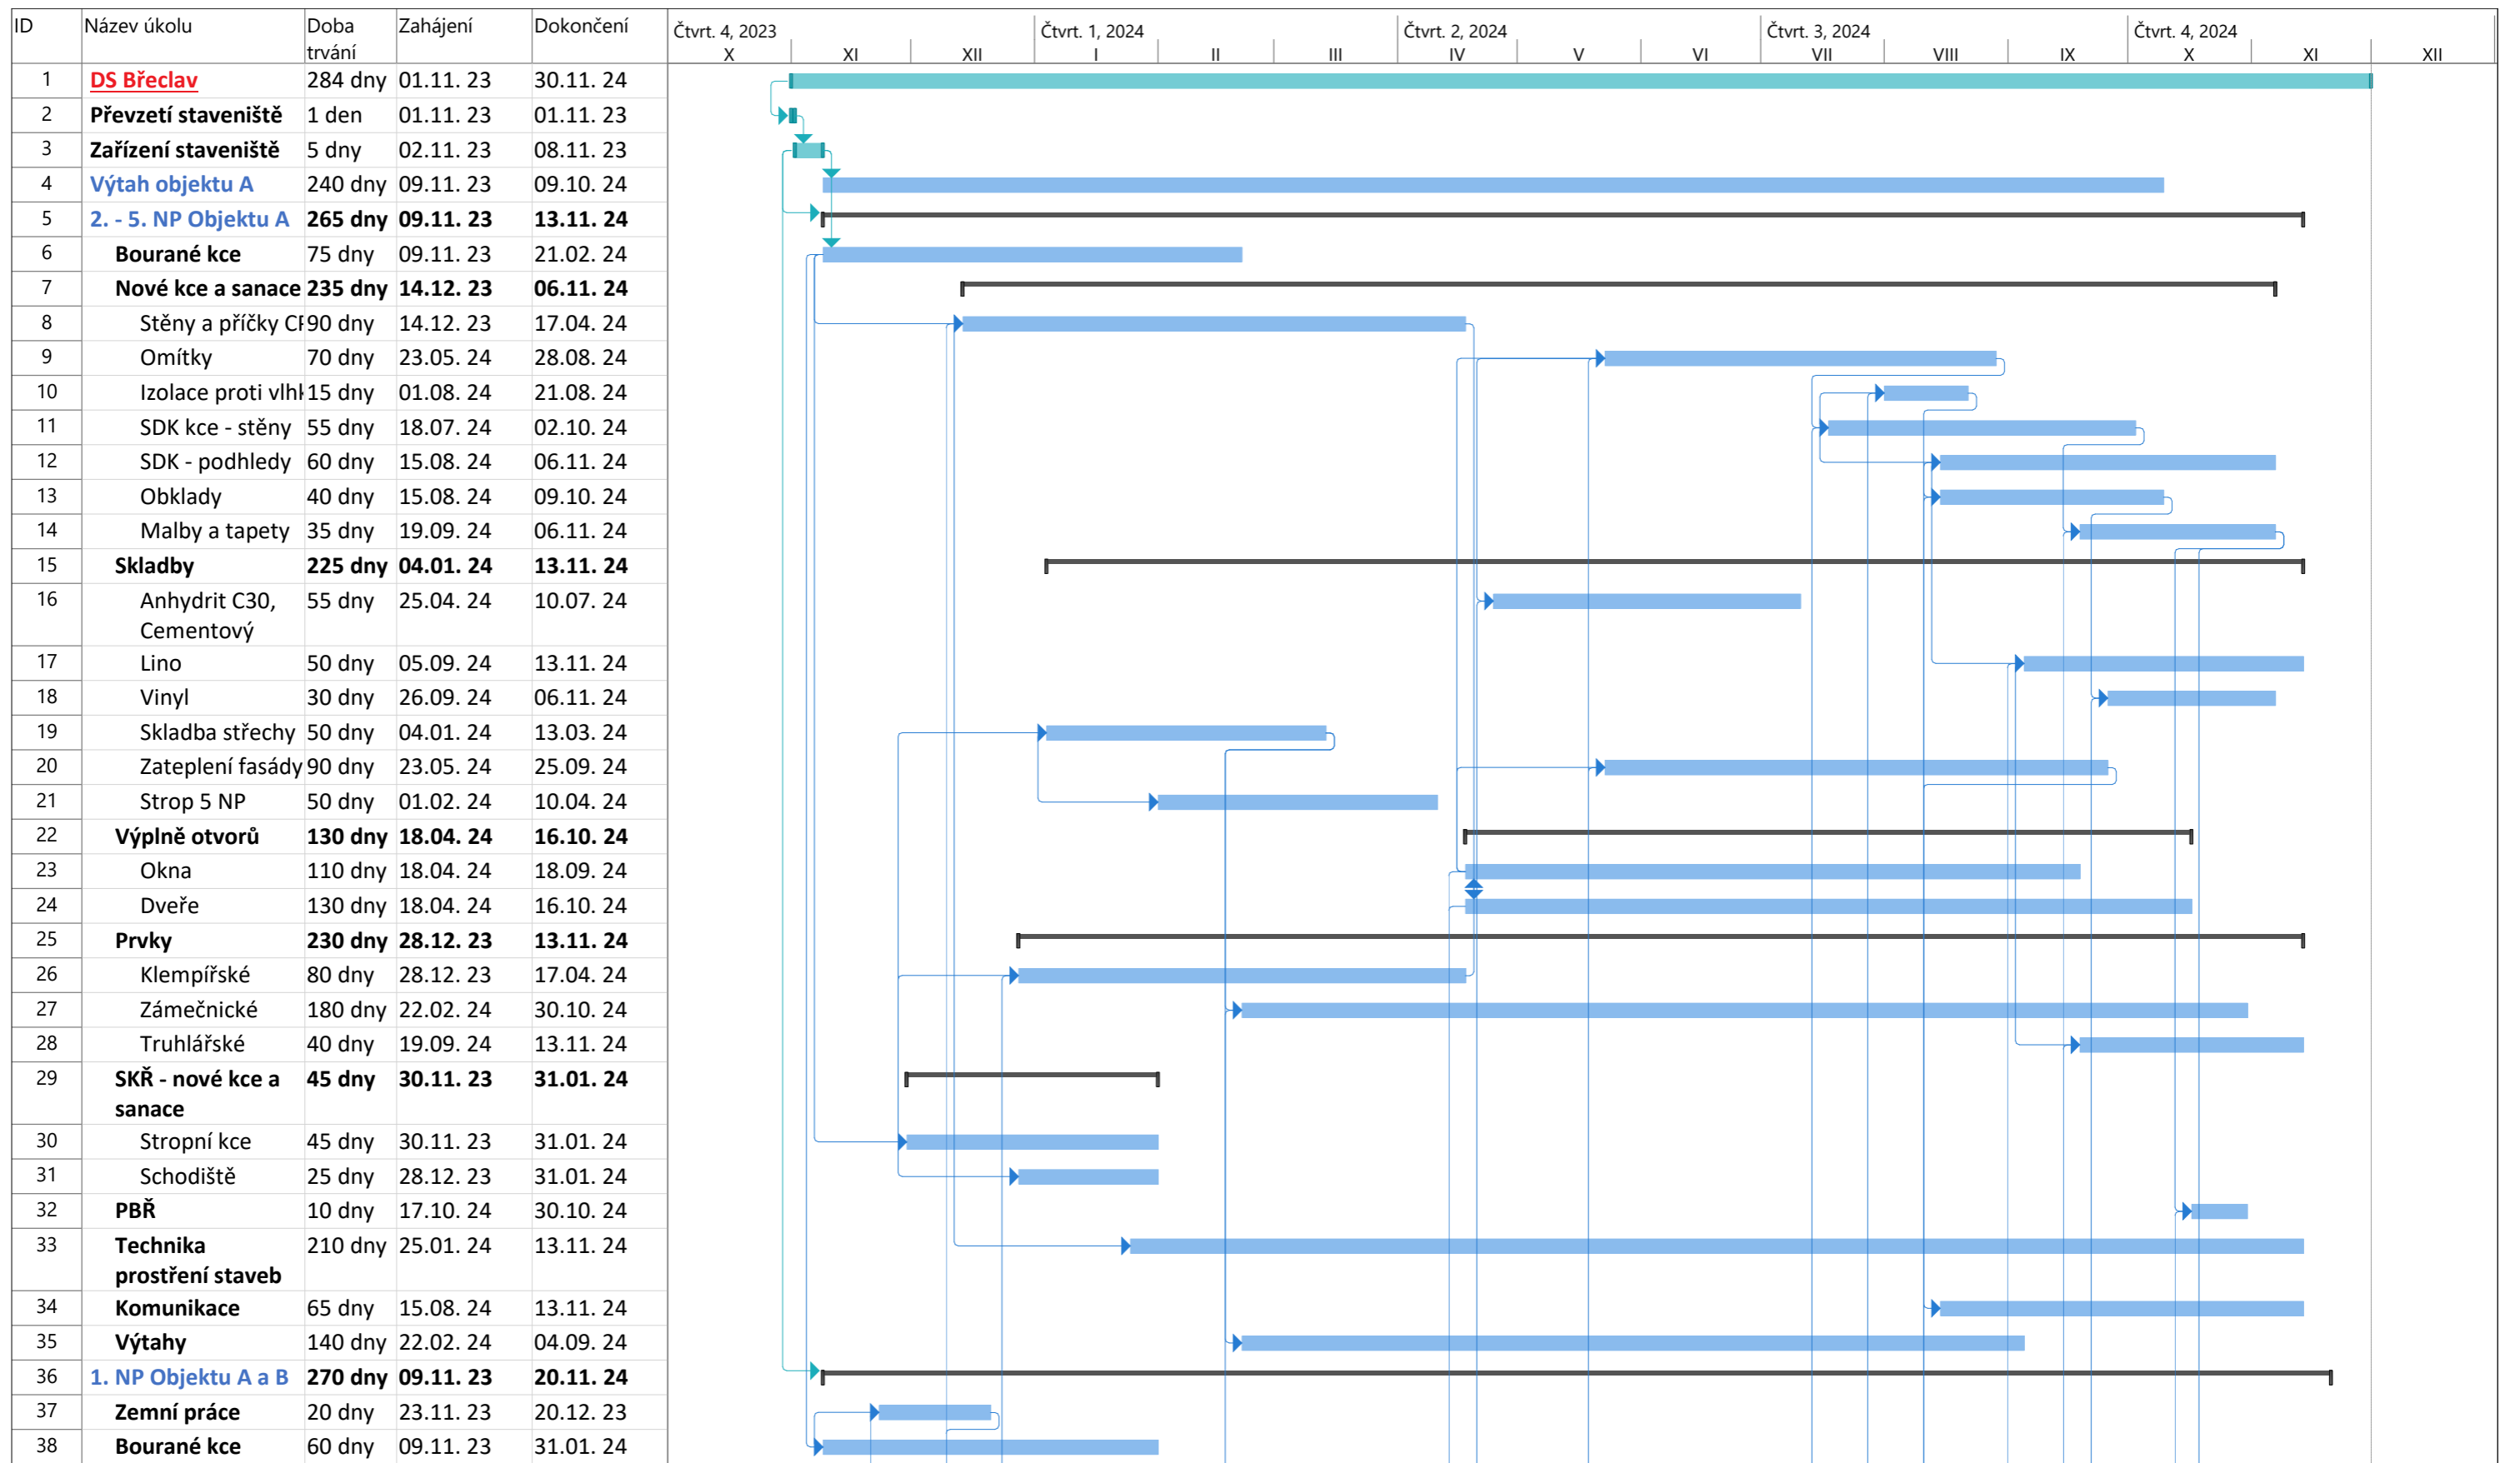 ID Název úkolu Doba trvání Zahájení Dokončení
Čtvrt. 4, 2023 Čtvrt. 1, 2024 Čtvrt. 2, 2024 Čtvrt. 3, 2024 Čtvrt. 4, 2024
X XI XII I II III IV V VI VII VIII IX X XI XII
1 DS Břeclav 284 dny 01.11. 23 30.11. 24
2 Převzetí staveniště 1 den 01.11. 23 01.11. 23
3 Zařízení staveniště 5 dny 02.11. 23 08.11. 23
4 Výtah objektu A 240 dny 09.11. 23 09.10. 24
5 2. - 5. NP Objektu A 265 dny 09.11. 23 13.11. 24
6 Bourané kce 75 dny 09.11. 23 21.02. 24
7 Nové kce a sanace 235 dny 14.12. 23 06.11. 24
8 Stěny a příčky 90 dny 14.12. 23 17.04. 24
9 Omítky 70 dny 23.05. 24 28.08. 24
10 Izolace proti 15 dny 01.08. 24 21.08. 24
11 SDK kce - stěny 55 dny 18.07. 24 02.10. 24
12 SDK - podhledy 60 dny 15.08. 24 06.11. 24
13 Obklady 40 dny 15.08. 24 09.10. 24
14 Malby a tapety 35 dny 19.09. 24 06.11. 24
15 Skladby 225 dny 04.01. 24 13.11. 24
16 Anhydrit C30, 55 dny 25.04. 24 10.07. 24
Cementový
17 Lino 50 dny 05.09. 24 13.11. 24
18 Vinyl 30 dny 26.09. 24 06.11. 24
19 Skladba střechy 50 dny 04.01. 24 13.03. 24
20 Zateplení fasády 90 dny 23.05. 24 25.09. 24
21 Strop 5 NP 50 dny 01.02. 24 10.04. 24
22 Výplně otvorů 130 dny 18.04. 24 16.10. 24
23 Okna 110 dny 18.04. 24 18.09. 24
24 Dveře 130 dny 18.04. 24 16.10. 24
25 Prvky 230 dny 28.12. 23 13.11. 24
26 Klempířské 80 dny 28.12. 23 17.04. 24
27 Zámečnické 180 dny 22.02. 24 30.10. 24
28 Truhlářské 40 dny 19.09. 24 13.11. 24
29 SKŘ - nové kce a 45 dny 30.11. 23 31.01. 24
sanace
30 Stropní kce 45 dny 30.11. 23 31.01. 24
31 Schodiště 25 dny 28.12. 23 31.01. 24
32 PBŘ 10 dny 17.10. 24 30.10. 24
33 Technika 210 dny 25.01. 24 13.11. 24
prostření staveb
34 Komunikace 65 dny 15.08. 24 13.11. 24
35 Výtahy 140 dny 22.02. 24 04.09. 24
36 1. NP Objektu A a B 270 dny 09.11. 23 20.11. 24
37 Zemní práce 20 dny 23.11. 23 20.12. 23
38 Bourané kce 60 dny 09.11. 23 31.01. 24